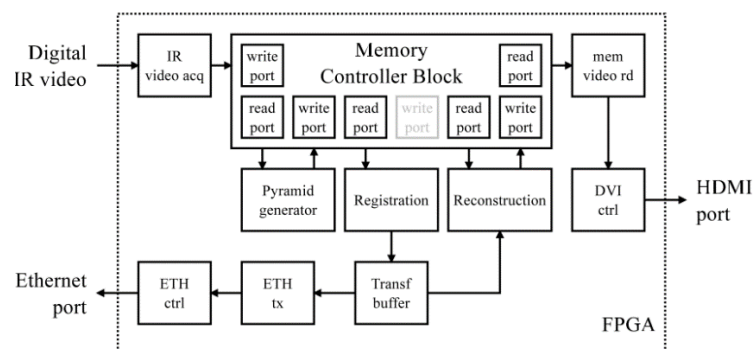 Digital
IR video
IR
video acq
Memory
Controller Block
write
port
read
port
mem
video rd
read
port
write
port
read
port
write
port
read
port
write
port
Pyramid
generator
Registration
Reconstruction
DVI
ctrl
HDMI
port
Ethernet
port
ETH
ctrl
ETH
tx
Transf
buffer
FPGA